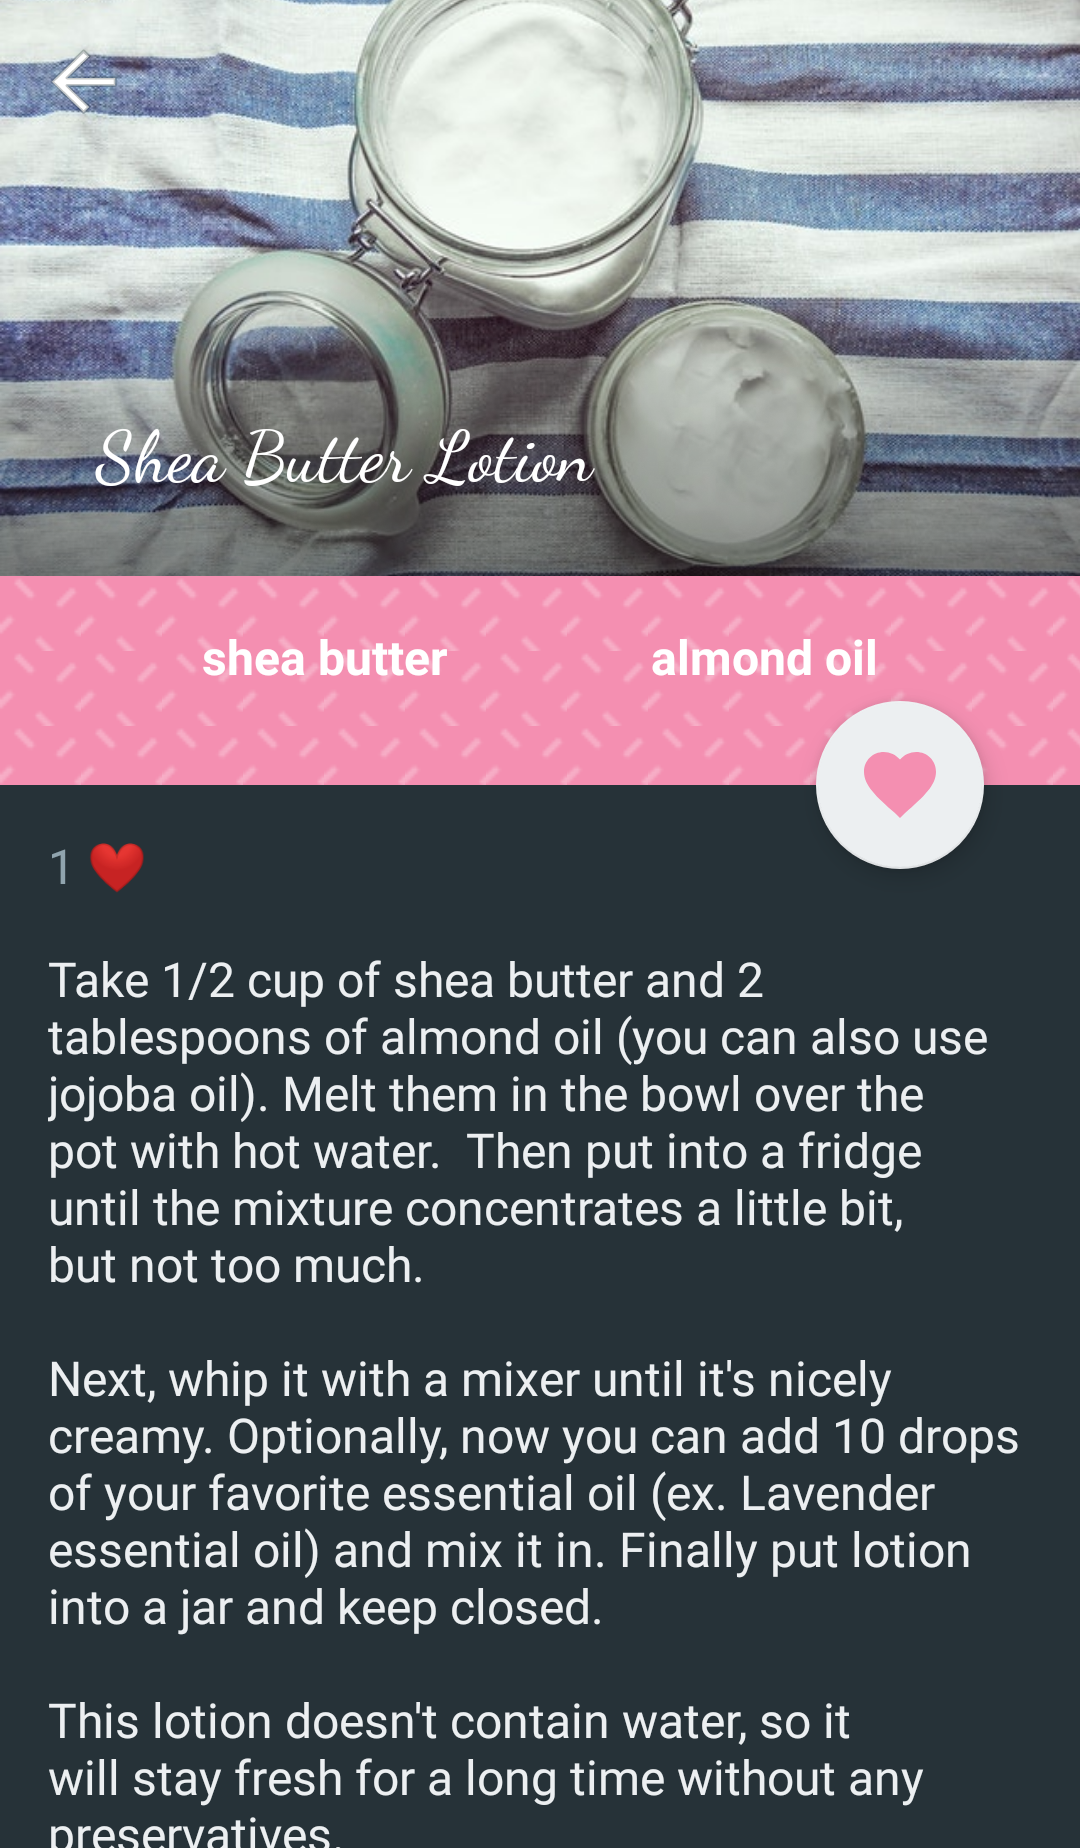 Shea Butter Lotion
shea butter almond oil
1 ❤️
Take 1/2 cup of shea butter and 2
tablespoons of almond oil (you can also use
jojoba oil). Melt them in the bowl over the
pot with hot water.  Then put into a fridge
until the mixture concentrates a little bit,
but not too much.
Next, whip it with a mixer until it's nicely
creamy. Optionally, now you can add 10 drops
of your favorite essential oil (ex. Lavender
essential oil) and mix it in. Finally put lotion
into a jar and keep closed.
This lotion doesn't contain water, so it
will stay fresh for a long time without any
preservatives.